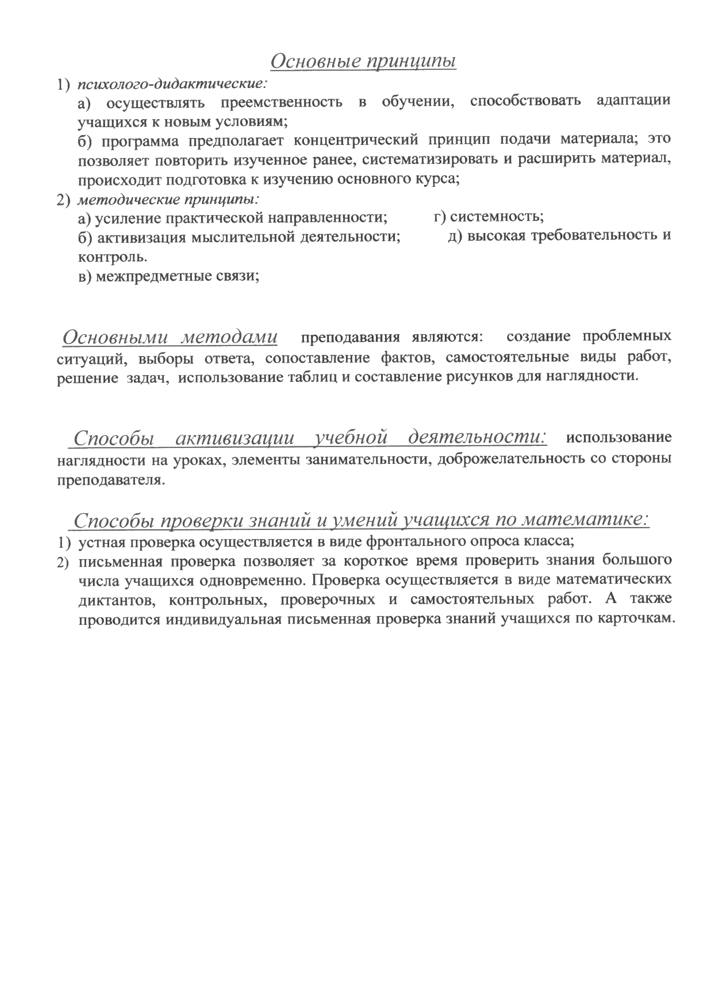 Основные принципы
1) психолого-дидактические:
а) осуществлять преемственность в обучении, способствовать адаптации
учащихся к новым условиям;
б) программа предполагает концентрический принцип подачи материала; это
позволяет повторить изученное ранее, систематизировать и расширить материал,
происходит подготовка к изучению основного курса;
2) методические принципы:
а) усиление практической направленности; г) системность;
б) активизация мыслительной деятельности; д) высокая требовательность и
контроль.
в) межпредметные связи;
Основными методами преподавания являются: создание проблемных
ситуаций, выборы ответа, сопоставление фактов, самостоятельные виды работ,
решение задач, использование таблиц и составление рисунков для наглядности.
Способы активизации учебной деятельности: использование
наглядности на уроках, элементы занимательности, доброжелательность со стороны
преподавателя.
Способы проверки знаний и умений учащихся по математике:
1) устная проверка осуществляется в виде фронтального опроса класса;
2) письменная проверка позволяет за короткое время проверить знания большого
числа учащихся одновременно. Проверка осуществляется в виде математических
диктантов, контрольных, проверочных и самостоятельных работ. А также
проводится индивидуальная письменная проверка знаний учащихся по карточкам.